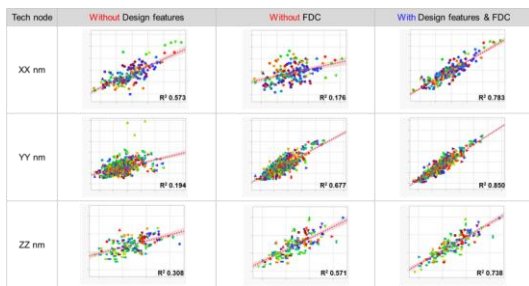 Tech node Without Design features Without FDC With Design features & FDC
XX nm
R² 0.573 R² 0.176 R² 0.783
YY nm
R² 0.194 R² 0.677 R² 0.850
ZZ nm
R² 0.308 R² 0.571 R² 0.738